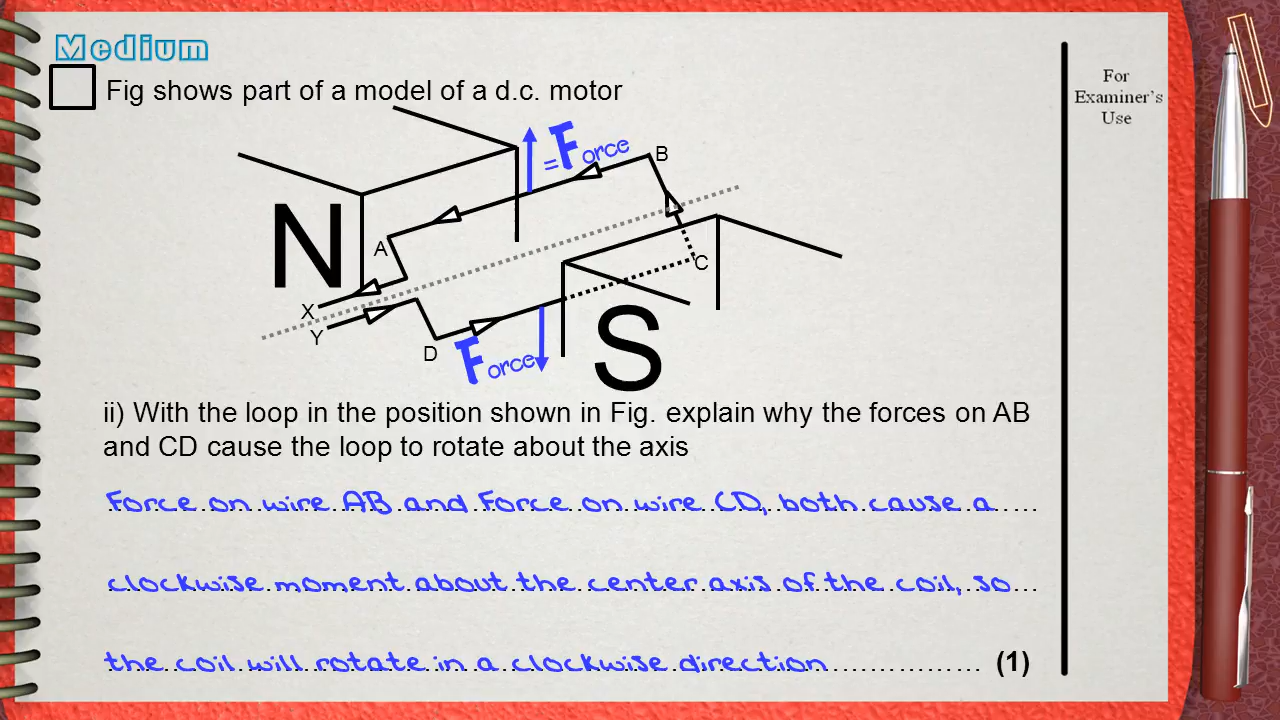 Medium
Fig shows part of a model of a d.c. motor
For
Examiner's
Use
=Force
B
N
A
C
X
Y
D
Force
S
ii) With the loop in the position shown in Fig. explain why the forces on AB
and CD cause the loop to rotate about the axis
Force on wire AB and Force on wire CD, both cause a
clockwise moment about the center axis of the coil, so
the coil will rotate in a clockwise direction (1)